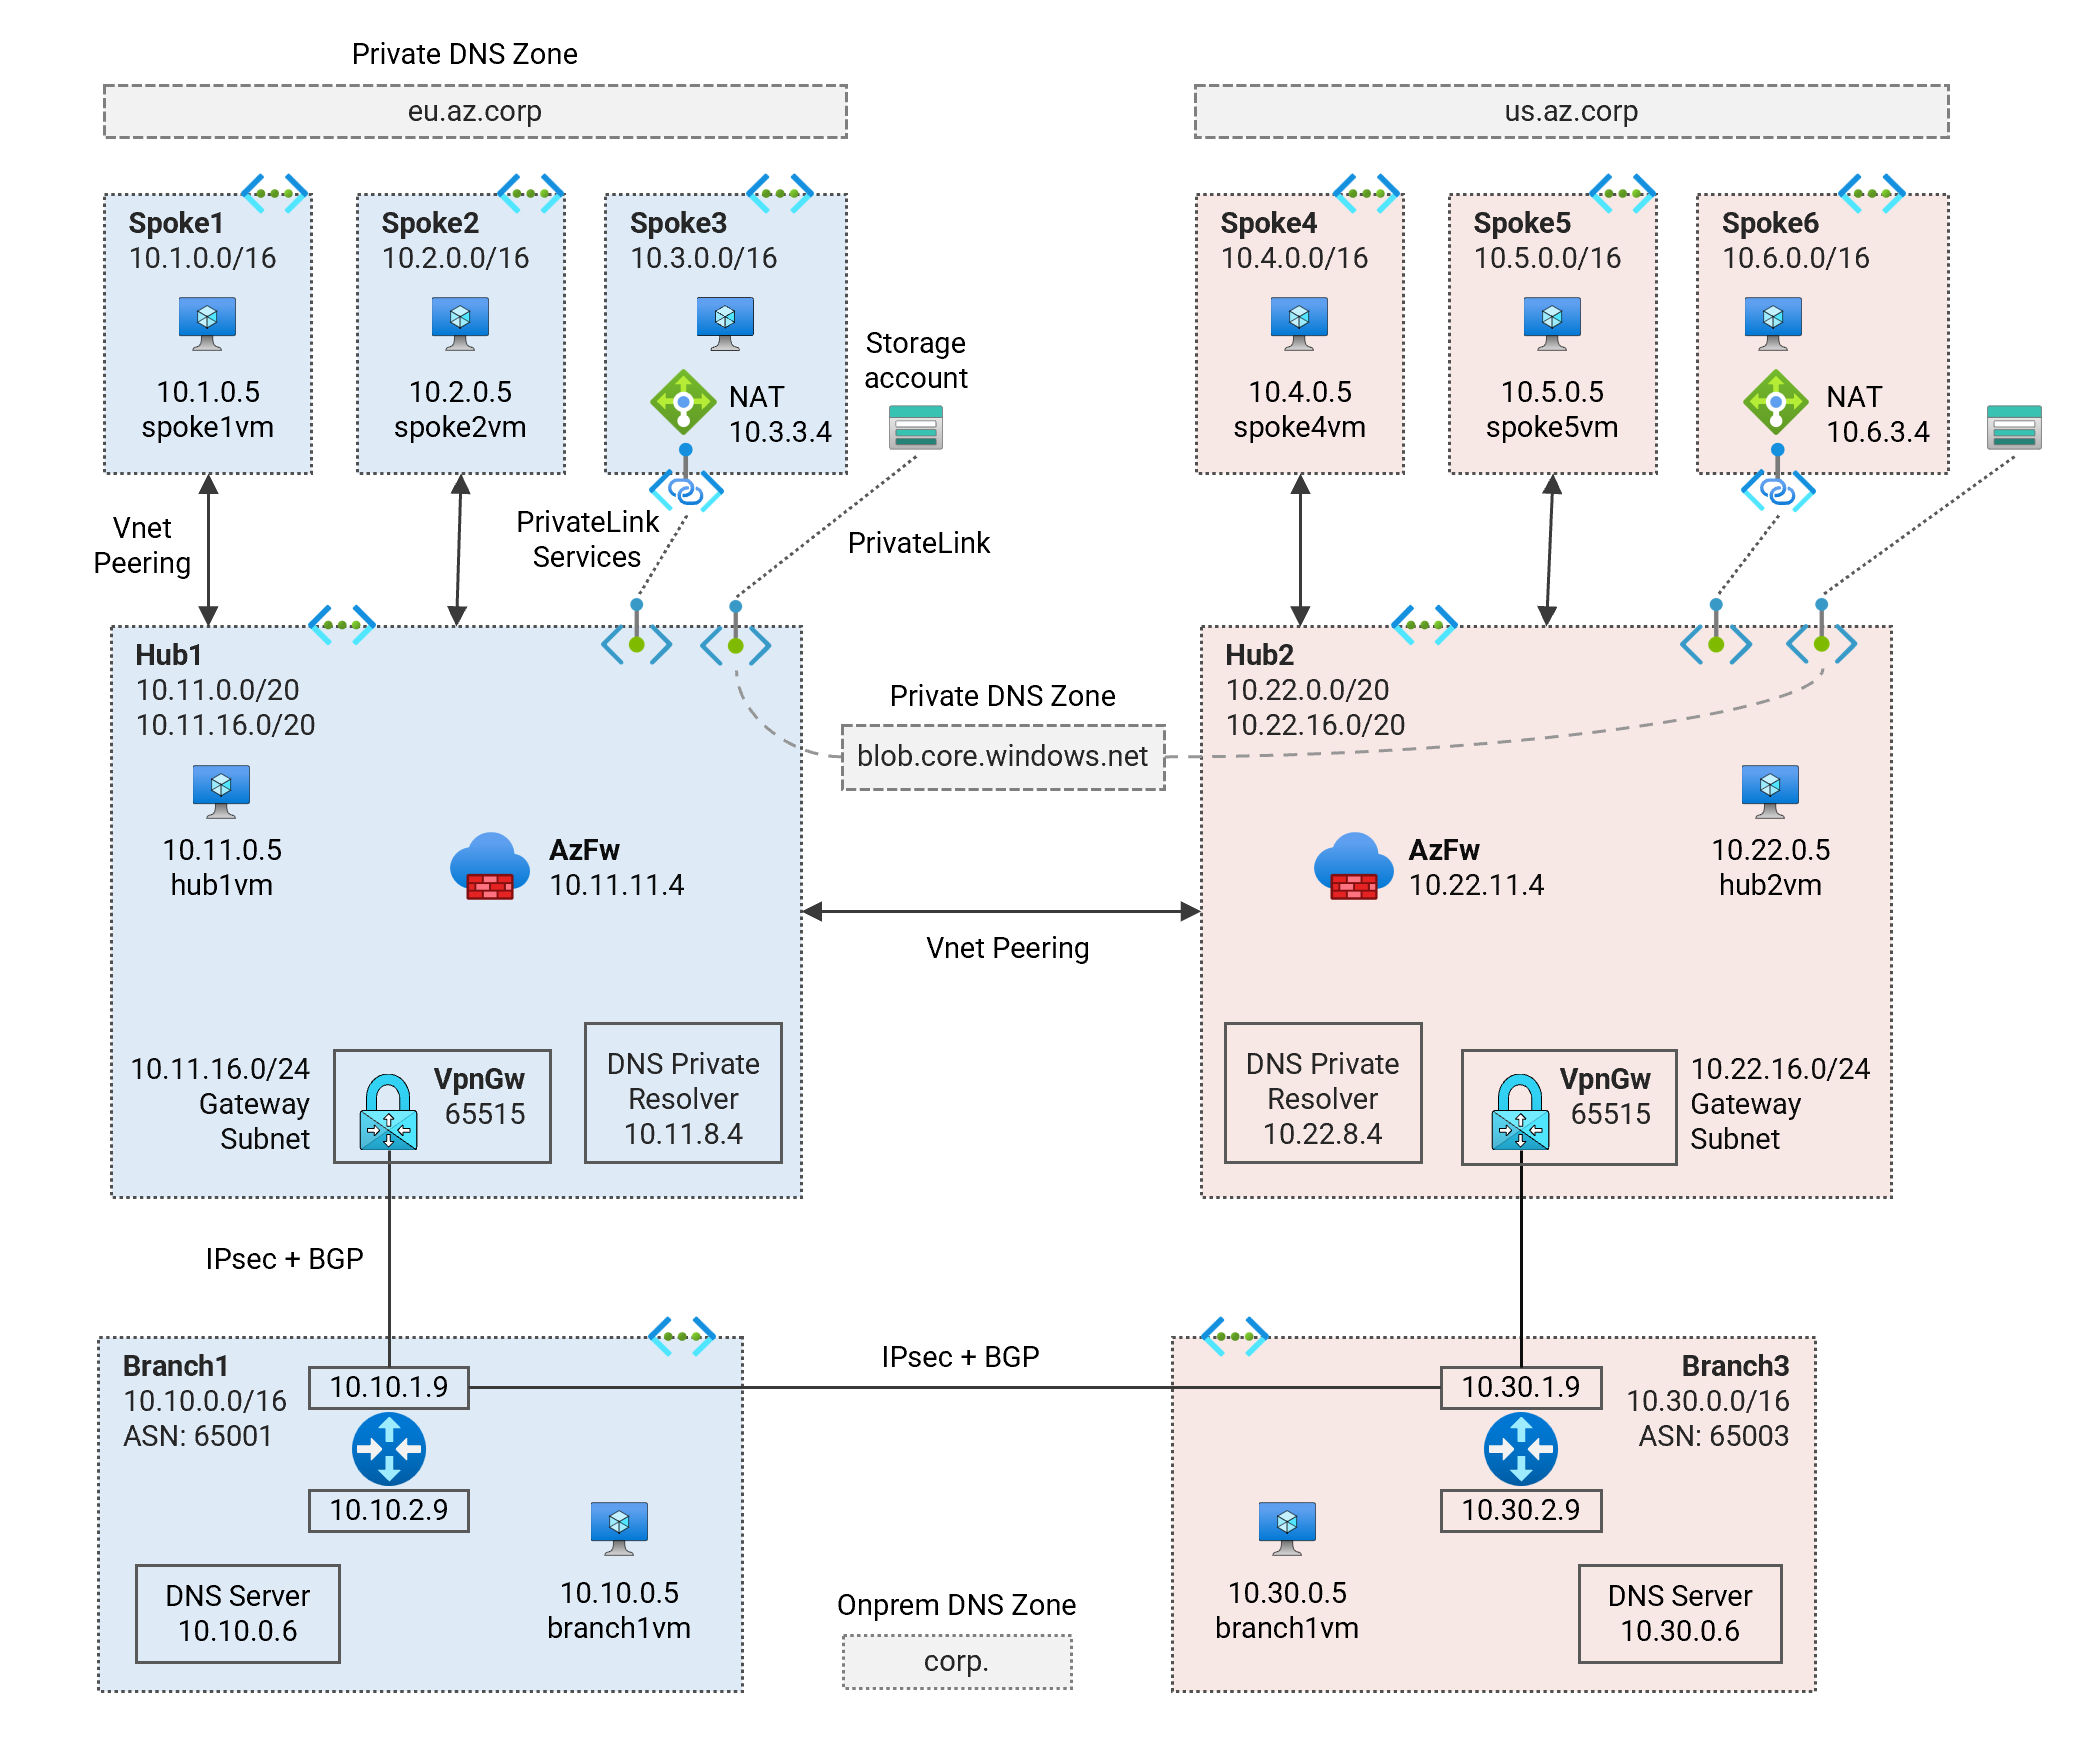 Private DNS Zone
eu.az.corp
us.az.corp
Spoke1
10.1.0.0/16
10.1.0.5
spoke1vm
Spoke2
10.2.0.0/16
10.2.0.5
spoke2vm
Spoke3
10.3.0.0/16
NAT
10.3.3.4
Storage
account
Spoke4
10.4.0.0/16
10.4.0.5
spoke4vm
Spoke5
10.5.0.0/16
10.5.0.5
spoke5vm
Spoke6
10.6.0.0/16
NAT
10.6.3.4
Vnet
Peering
PrivateLink
Services
PrivateLink
Hub1
10.11.0.0/20
10.11.16.0/20
10.11.0.5
hub1vm
AzFw
10.11.11.4
Private DNS Zone
blob.core.windows.net
Vnet Peering
Hub2
10.22.0.0/20
10.22.16.0/20
AzFw
10.22.11.4
10.22.0.5
hub2vm
10.11.16.0/24
Gateway
Subnet
VpnGw
65515
DNS Private
Resolver
10.11.8.4
DNS Private
Resolver
10.22.8.4
VpnGw
65515
10.22.16.0/24
Gateway
Subnet
IPsec + BGP
IPsec + BGP
Branch1
10.10.0.0/16
ASN: 65001
10.10.1.9
10.10.2.9
DNS Server
10.10.0.6
10.10.0.5
branch1vm
Onprem DNS Zone
corp.
Branch3
10.30.0.0/16
ASN: 65003
10.30.1.9
10.30.2.9
10.30.0.5
branch1vm
DNS Server
10.30.0.6